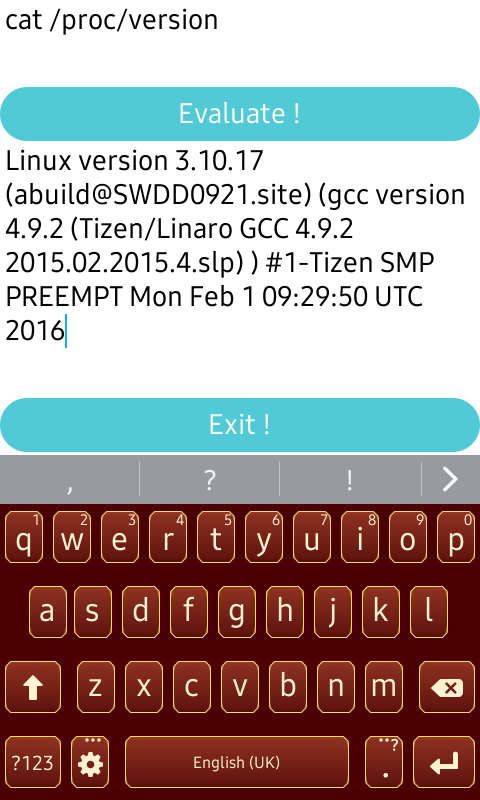 cat /proc/version
Evaluate !
Linux version 3.10.17
(abuild@SWDD0921.site) (gcc version
4.9.2 (Tizen/Linaro GCC 4.9.2
2015.02.2015.4.slp) ) #1-Tizen SMP
PREEMPT Mon Feb 1 09:29:50 UTC
2016
Exit !
, ? !
1 2 3 4 5 6 7 8 9 0
q w e r t y u i o p
a s d f g h j k l
z x c v b n m
?123 English (UK) . ?